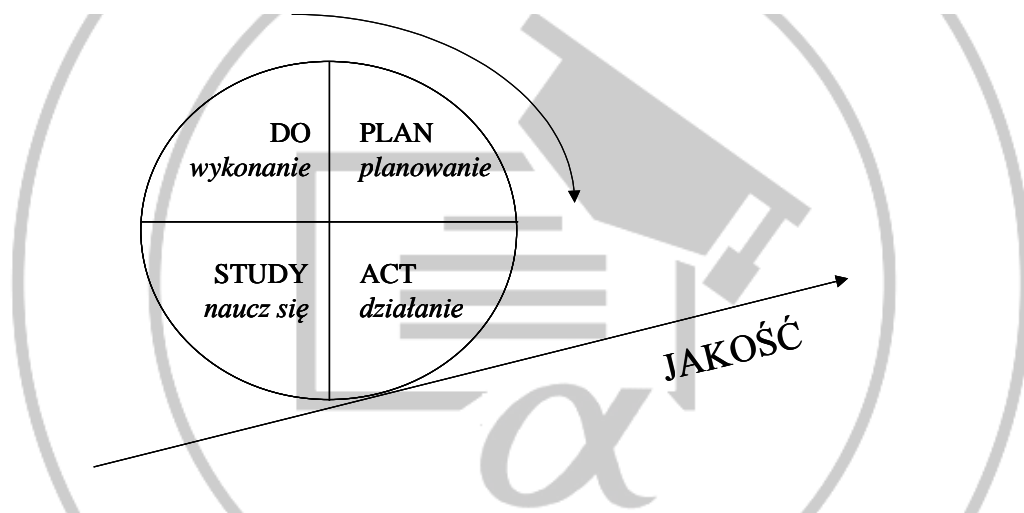 DO
wykonanie
PLAN
planowanie
STUDY
naucz się
ACT
działanie
JAKOŚĆ
α